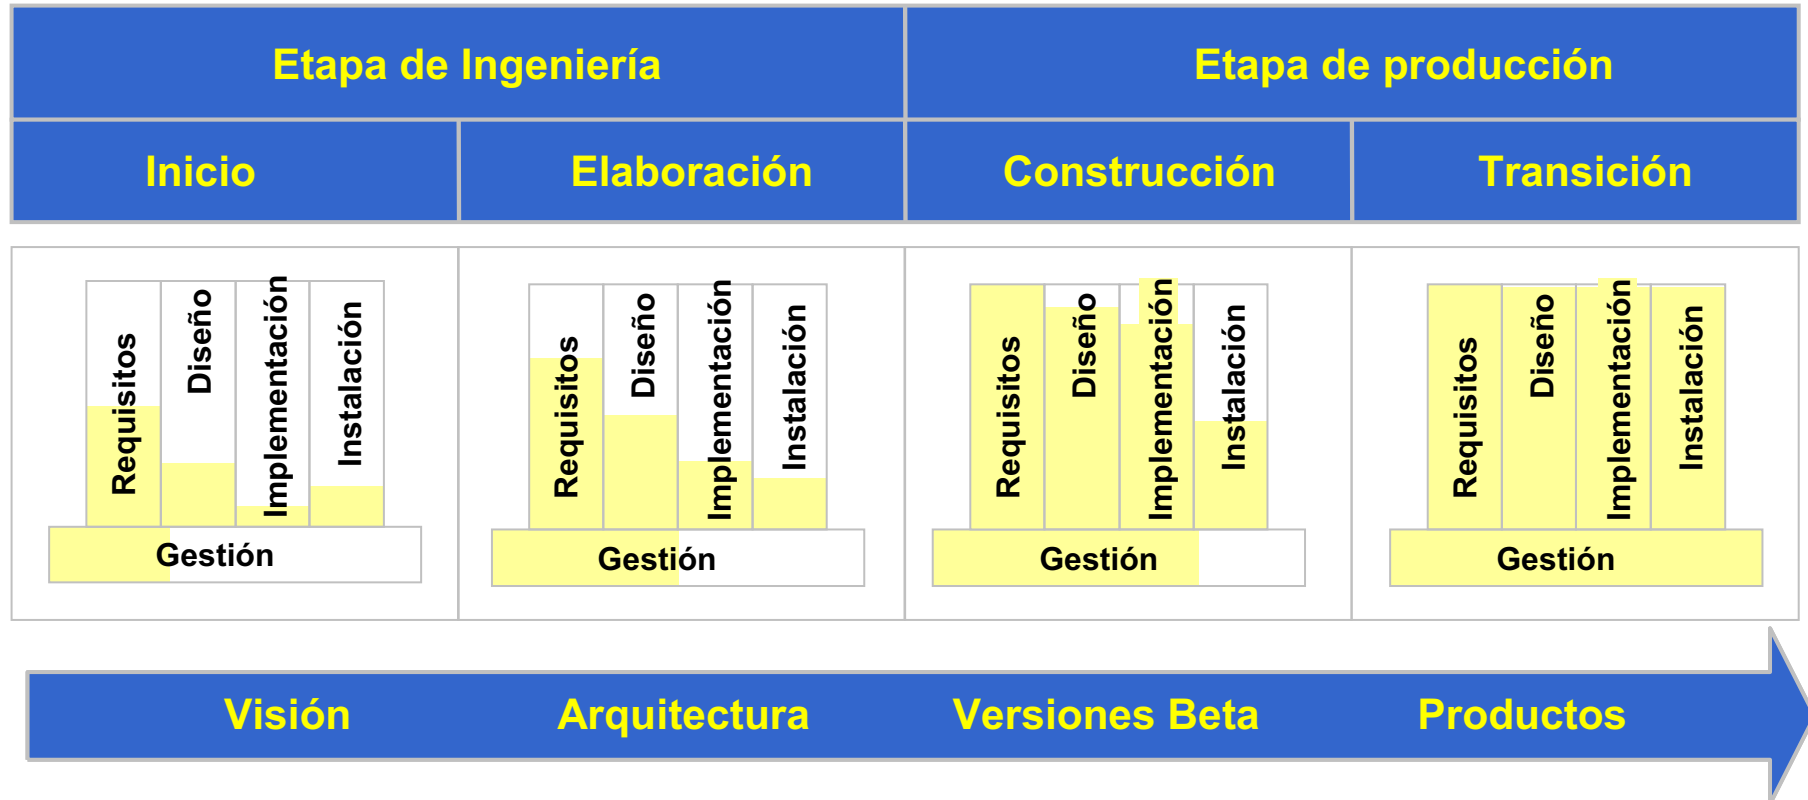 Etapa de Ingeniería
Etapa de producción
Inicio
Elaboración
Construcción
Transición
Requisitos
Diseño
Implementación
Instalación
Gestión
Requisitos
Diseño
Implementación
Instalación
Gestión
Requisitos
Diseño
Implementación
Instalación
Gestión
Requisitos
Diseño
Implementación
Instalación
Gestión
Visión
Arquitectura
Versiones Beta
Productos